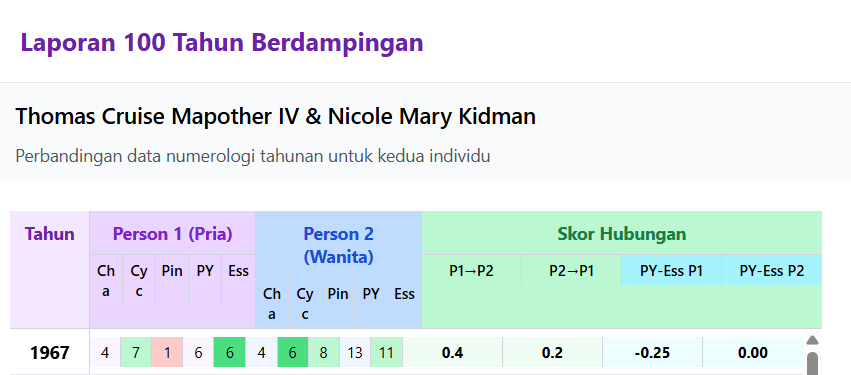 Laporan 100 Tahun Berdampingan
Thomas Cruise Mapother IV & Nicole Mary Kidman
Perbandingan data numerologi tahunan untuk kedua individu
Tahun Person 1 (Pria) Person 2 (Wanita) Skor Hubungan
Cha Cyc Pin PY Ess Cha Cyc Pin PY Ess P1→P2 P2→P1 PY-Ess P1 PY-Ess P2
1967 4 7 1 6 6 4 6 8 13 11 0.4 0.2 -0.25 0.00